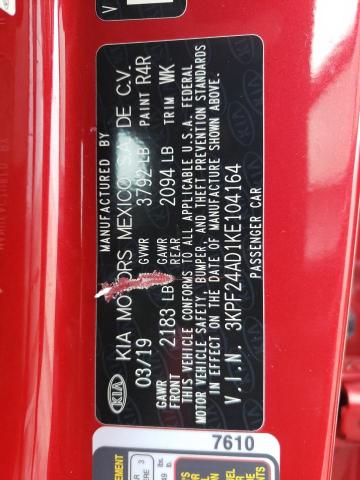 MANUFACTURED BY
KIA MOTORS MEXICO S.A DE C.V.
03/19 GVWR 3792 LB PAINT R4R
GAWR FRONT 2183 LB GAWR REAR 2094 LB TRIM WK
THIS VEHICLE CONFORMS TO ALL APPLICABLE U.S.A. FEDERAL
MOTOR VEHICLE SAFETY, BUMPER, AND THEFT PREVENTION STANDARDS
IN EFFECT ON THE DATE OF MANUFACTURE SHOWN ABOVE.
V.I.N. 3KPF24AD1KE104164
PASSENGER CAR
KIA
7610